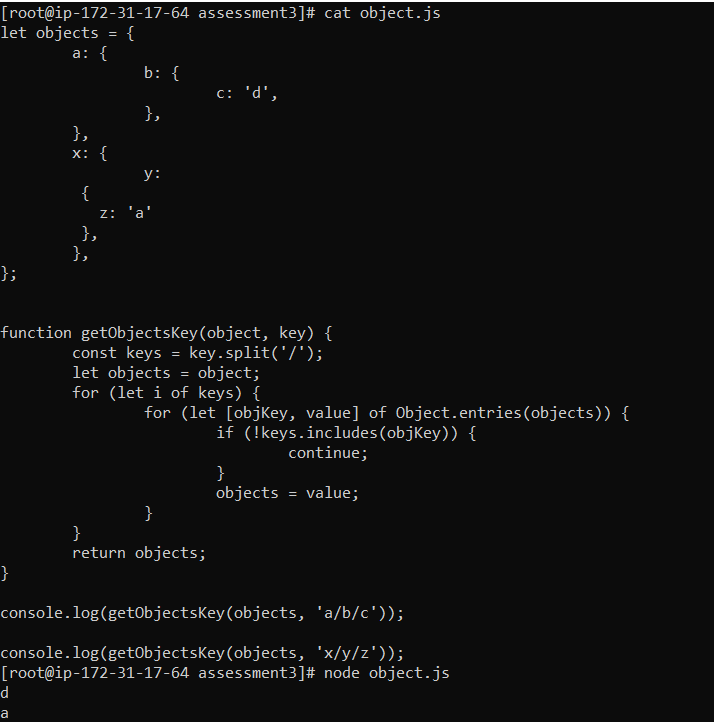 [root@ip-172-31-17-64 assessment3]# cat object.js
let objects = {
        a: {
                b: {
                        c: 'd',
                },
        },
        x: {
                y:
         {
           z: 'a'
         },
        },
};


function getObjectsKey(object, key) {
        const keys = key.split('/');
        let objects = object;
        for (let i of keys) {
                for (let [objKey, value] of Object.entries(objects)) {
                        if (!keys.includes(objKey)) {
                                continue;
                        }
                        objects = value;
                }
        }
        return objects;
}

console.log(getObjectsKey(objects, 'a/b/c'));

console.log(getObjectsKey(objects, 'x/y/z'));
[root@ip-172-31-17-64 assessment3]# node object.js
d
a